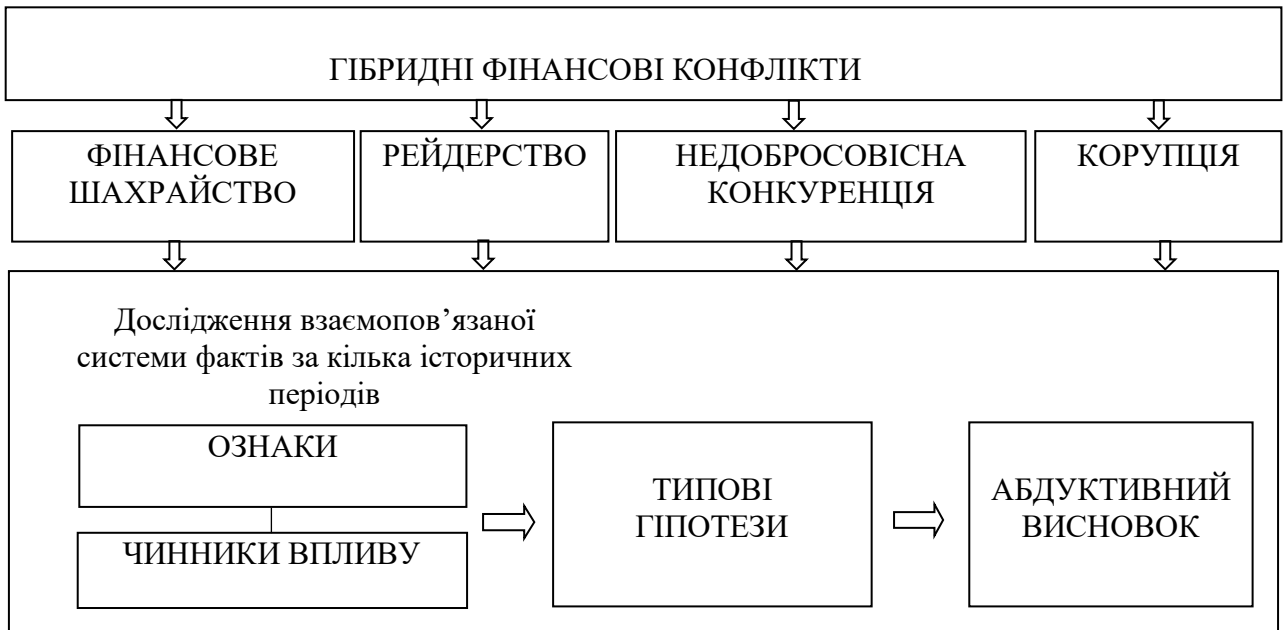 ГІБРИДНІ ФІНАНСОВІ КОНФЛІКТИ
ФІНАНСОВЕ
ШАХРАЙСТВО
РЕЙДЕРСТВО
НЕДОБРОСОВІСНА
КОНКУРЕНЦІЯ
КОРУПЦІЯ
Дослідження взаємопов’язаної
системи фактів за кілька історичних
періодів
ОЗНАКИ
ЧИННИКИ ВПЛИВУ
ТИПОВІ
ГІПОТЕЗИ
АБДУКТИВНИЙ
ВИСНОВОК